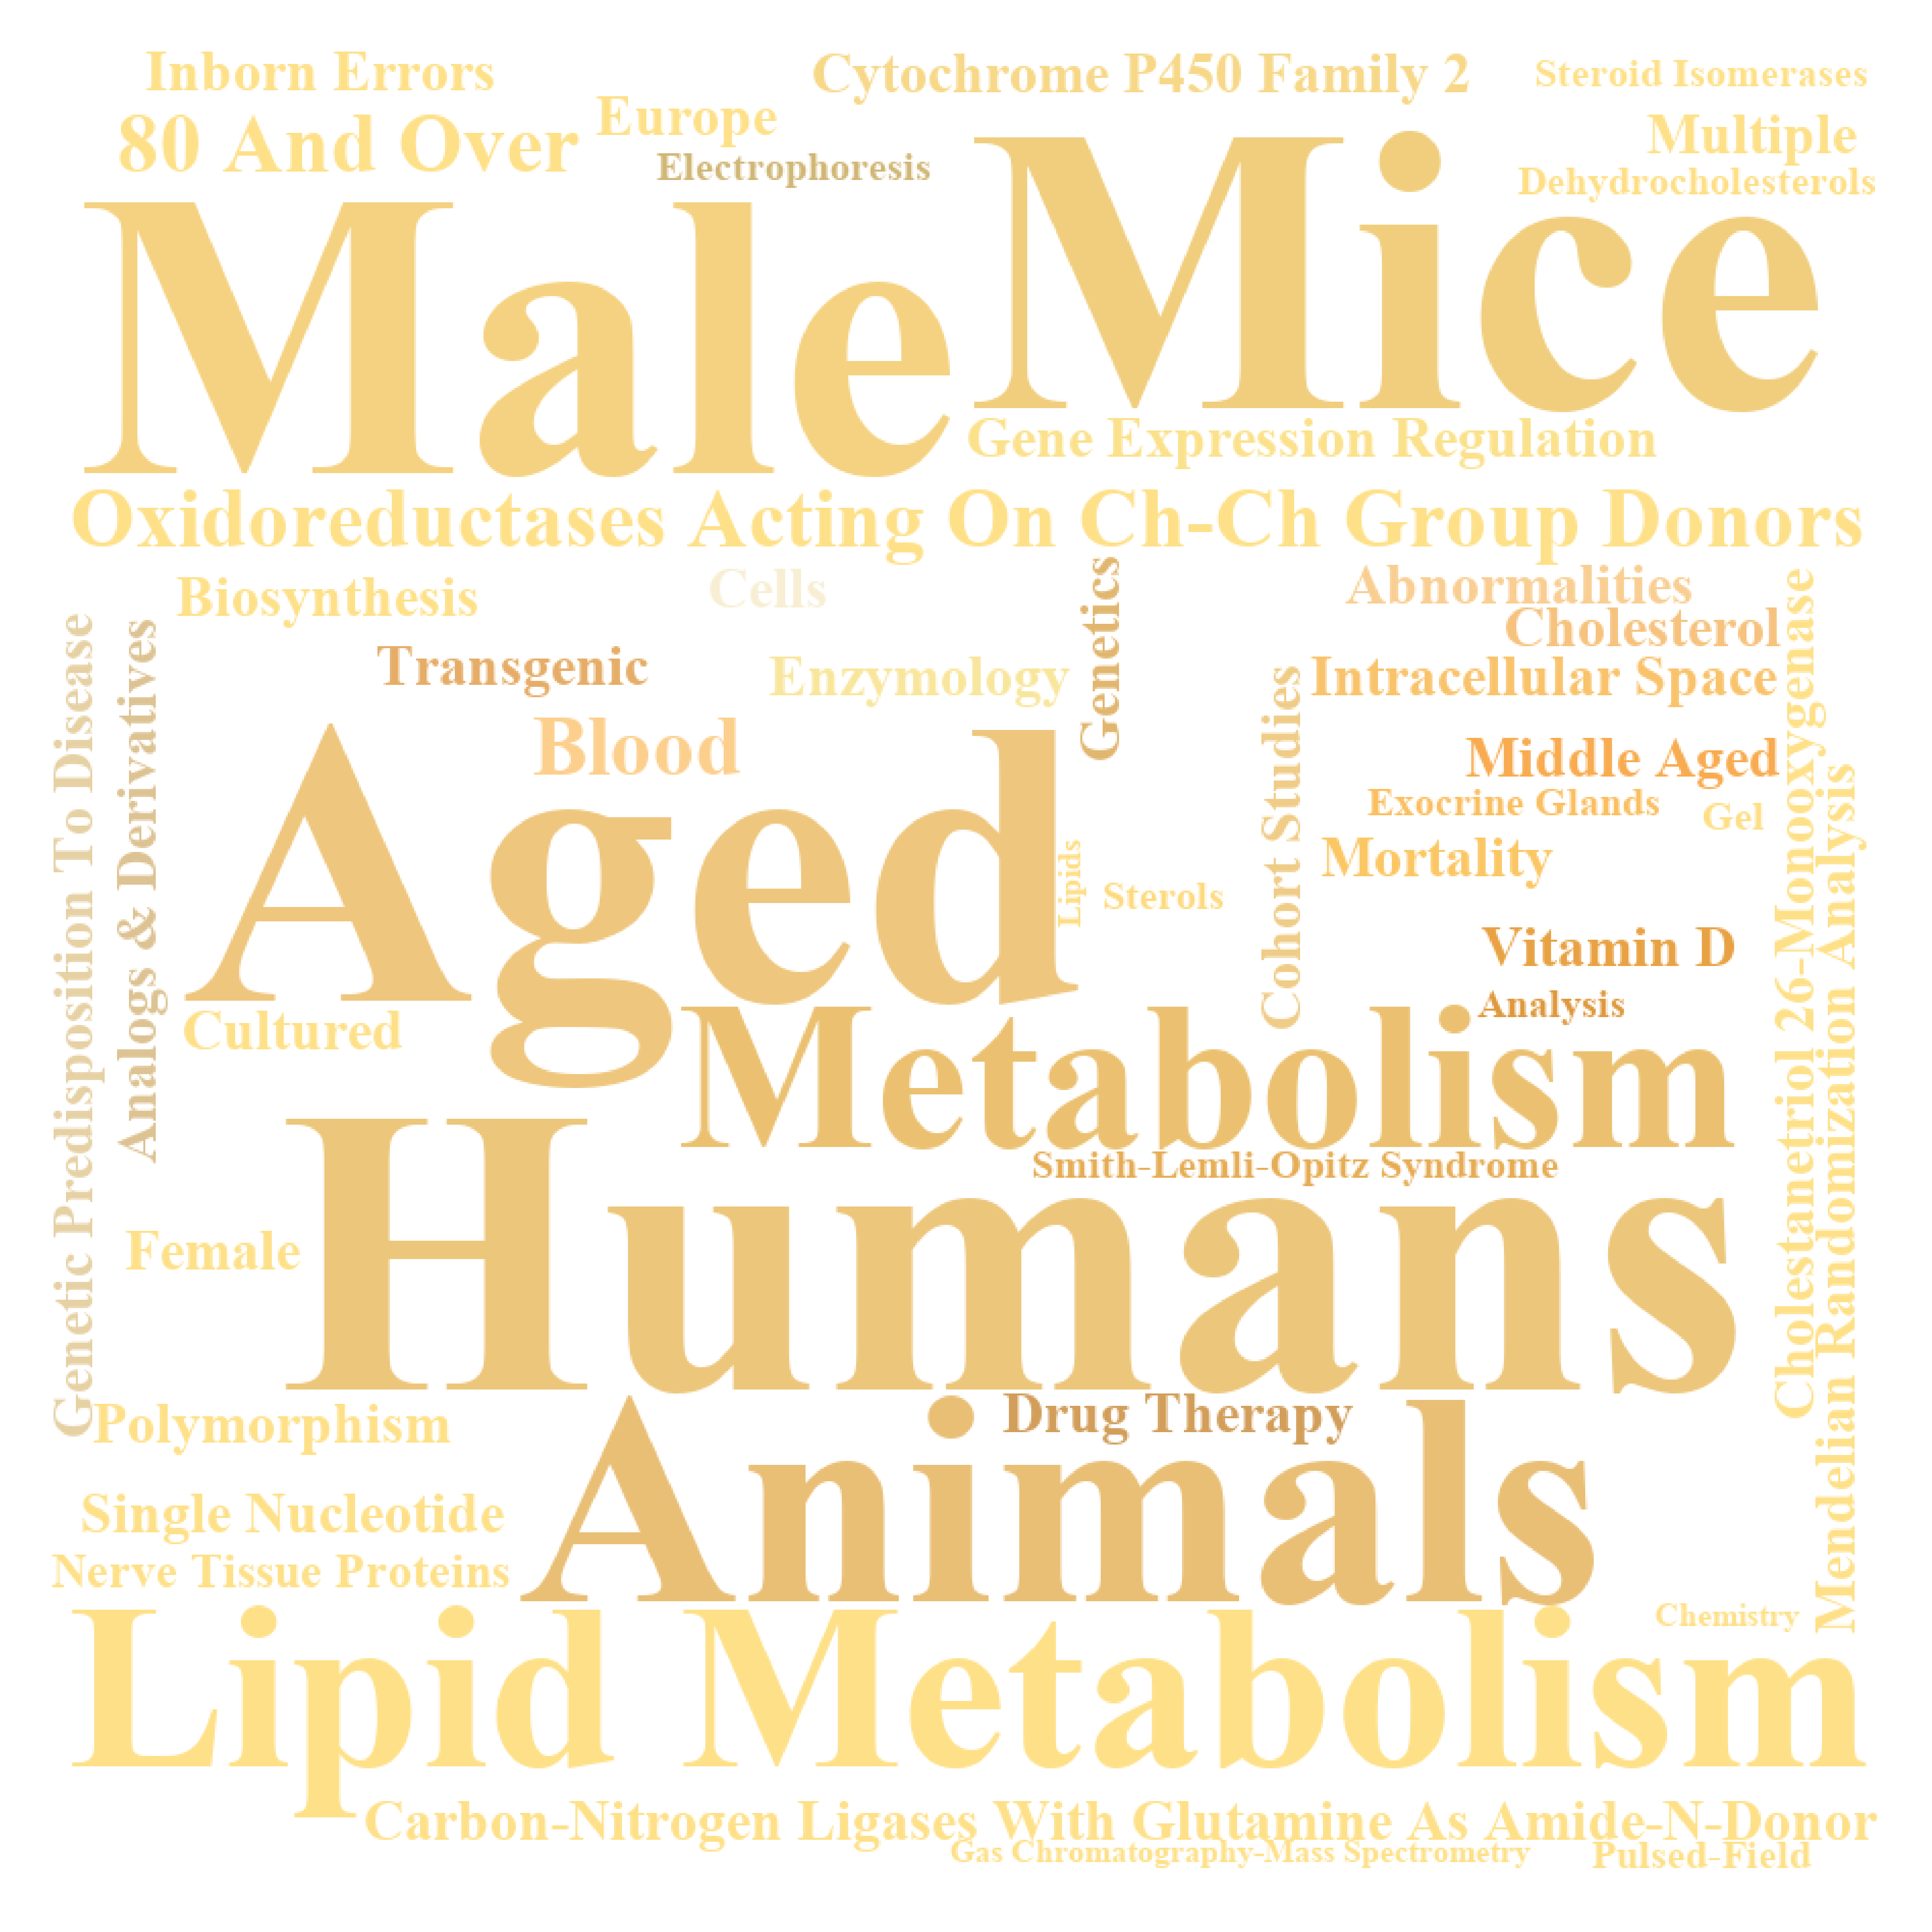 Inborn Errors
Cytochrome P450 Family 2
Steroid Isomerases
80 And Over
Europe
Multiple
Electrophoresis
Dehydrocholesterols
Male
Mice
Gene Expression Regulation
Oxidoreductases Acting On Ch-Ch Group Donors
Biosynthesis
Cells
Genetics
Abnormalities
Cholesterol
Transgenic
Enzymology
Intracellular Space
Genetic Predisposition To Disease
Analogs & Derivatives
Blood
Cohort Studies
Middle Aged
Exocrine Glands
Gel
Aged
Lipids
Sterols
Mortality
Cholestanetriol 26-Monooxygenase
Mendelian Randomization Analysis
Vitamin D
Analysis
Cultured
Metabolism
Smith-Lemli-Opitz Syndrome
Female
Humans
Polymorphism
Drug Therapy
Animals
Single Nucleotide
Nerve Tissue Proteins
Chemistry
Lipid Metabolism
Carbon-Nitrogen Ligases With Glutamine As Amide-N-Donor
Gas Chromatography-Mass Spectrometry
Pulsed-Field